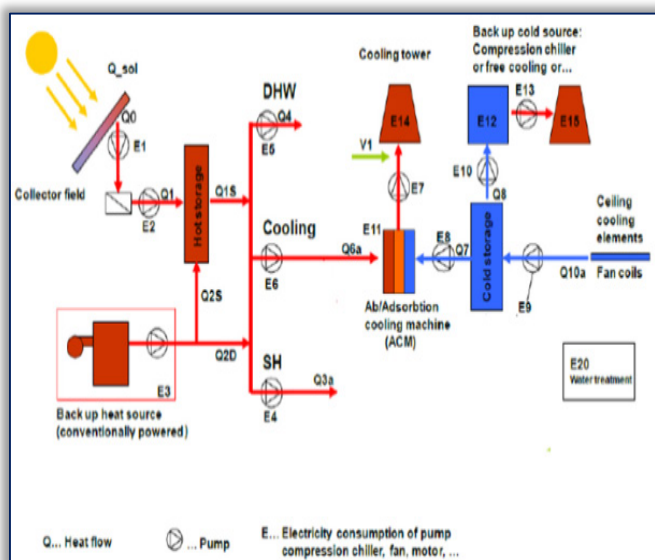 Back up cold source:
Compression chiller
or free cooling or...
Cooling tower
Q_sol
DHW
Q0
E1
Q4
E5
E14
E12
E13
E15
V1
E10
E7
Q8
Collector field
Q1
E2
Hot storage
Q1S
Cooling
E6
Q6a
E11
E8
Q7
Cold storage
E9
Q10a
Ceiling
cooling
elements
Fan coils
Ab/Adsorbtion
cooling machine
(ACM)
Q2S
Q2D
E3
SH
Q3a
E4
Back up heat source
(conventionally powered)
E20
Water treatment
Q... Heat flow
... Pump
E... Electricity consumption of pump
compression chiller, fan, motor, ...